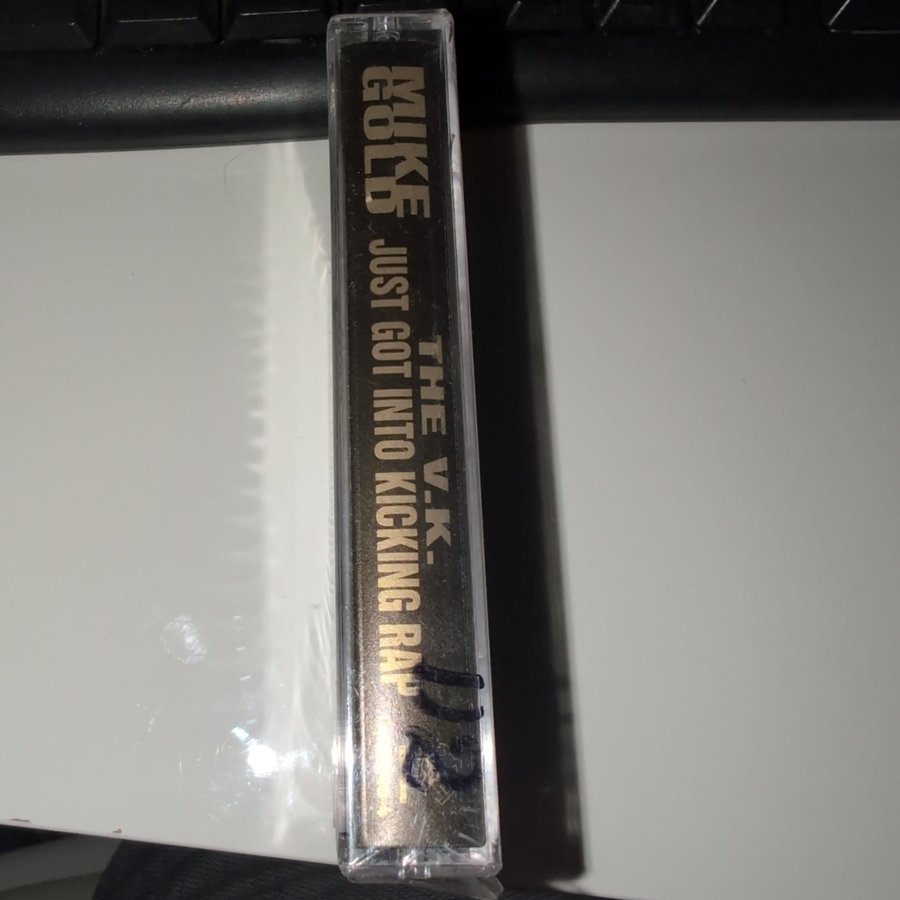 MIKE
GOLD
THE V.K.
JUST GOT INTO KICKING RAP